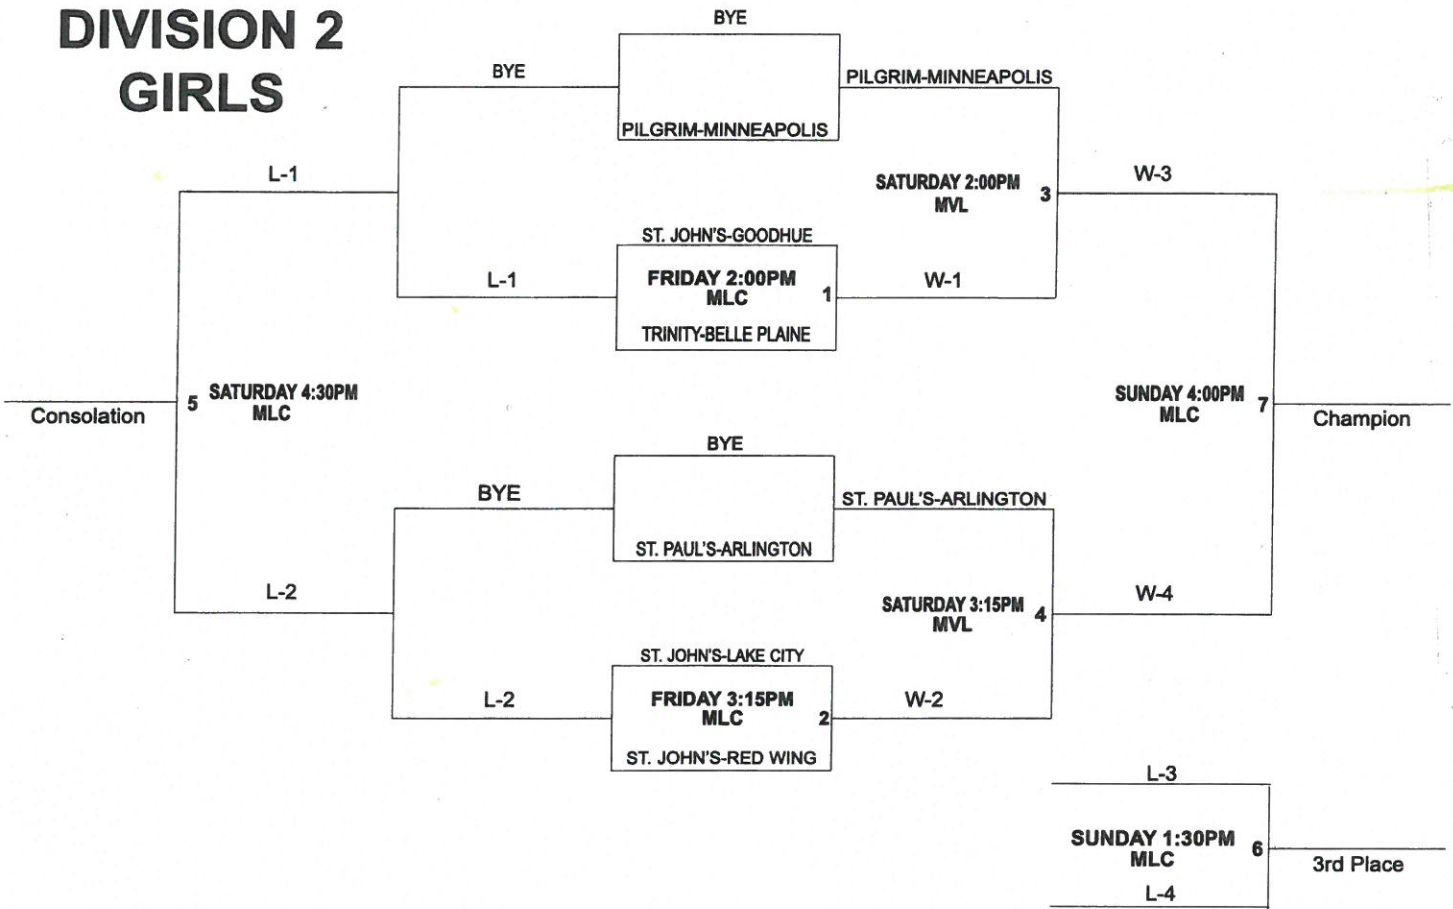 DIVISION 2
GIRLS
BYE
BYE
PILGRIM-MINNEAPOLIS
PILGRIM-MINNEAPOLIS
L-1
SATURDAY 2:00PM
MVL
3
W-3
ST. JOHN'S-GOODHUE
L-1
FRIDAY 2:00PM
MLC
1
W-1
TRINITY-BELLE PLAINE
Consolation
5
SATURDAY 4:30PM
MLC
SUNDAY 4:00PM
MLC
7
Champion
BYE
BYE
ST. PAUL'S-ARLINGTON
ST. PAUL'S-ARLINGTON
L-2
SATURDAY 3:15PM
MVL
4
W-4
ST. JOHN'S-LAKE CITY
L-2
FRIDAY 3:15PM
MLC
2
W-2
ST. JOHN'S-RED WING
L-3
SUNDAY 1:30PM
MLC
6
3rd Place
L-4